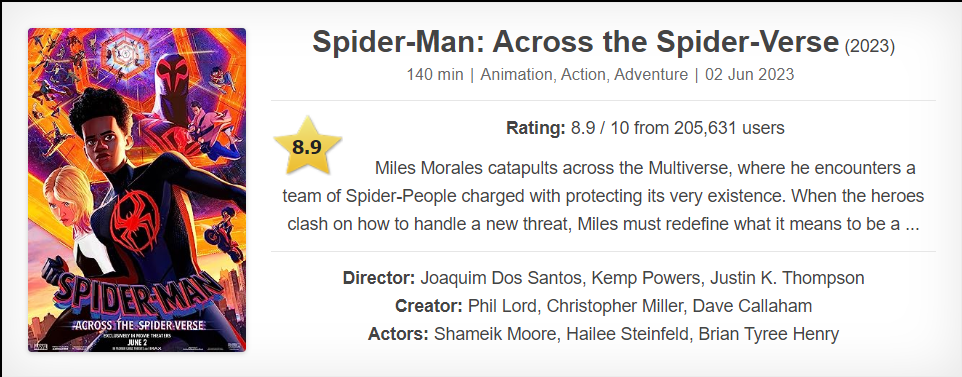 Spider-Man: Across the Spider-Verse (2023)
140 min | Animation, Action, Adventure | 02 Jun 2023
8.9
Rating: 8.9 / 10 from 205,631 users
Miles Morales catapults across the Multiverse, where he encounters a
team of Spider-People charged with protecting its very existence. When the heroes
clash on how to handle a new threat, Miles must redefine what it means to be a ...
Director: Joaquim Dos Santos, Kemp Powers, Justin K. Thompson
Creator: Phil Lord, Christopher Miller, Dave Callaham
Actors: Shameik Moore, Hailee Steinfeld, Brian Tyree Henry
SPIDER-MAN
ACROSS THE SPIDER-VERSE
EXCLUSIVELY IN MOVIE THEATERS
JUNE 2
MARVEL